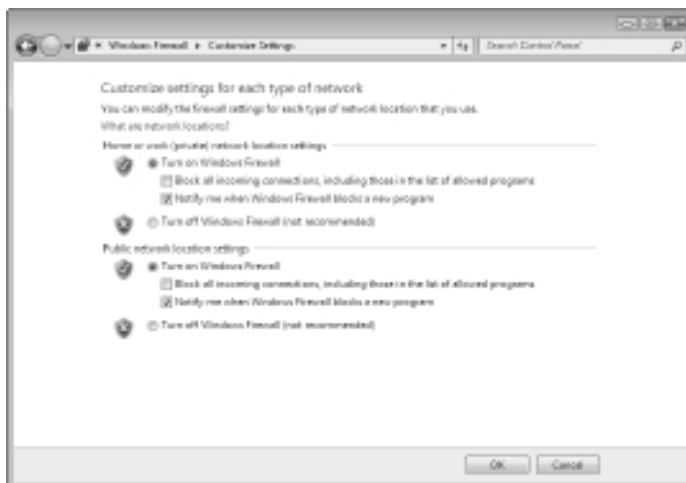 Windows Firewall ▸ Customize Settings
Search Control Panel
Customize settings for each type of network
You can modify the firewall settings for each type of network location that you use.
What are network locations?
Home or work (private) network location settings
Turn on Windows Firewall
Block all incoming connections, including those in the list of allowed programs
Notify me when Windows Firewall blocks a new program
Turn off Windows Firewall (not recommended)
Public network location settings
Turn on Windows Firewall
Block all incoming connections, including those in the list of allowed programs
Notify me when Windows Firewall blocks a new program
Turn off Windows Firewall (not recommended)
OK Cancel